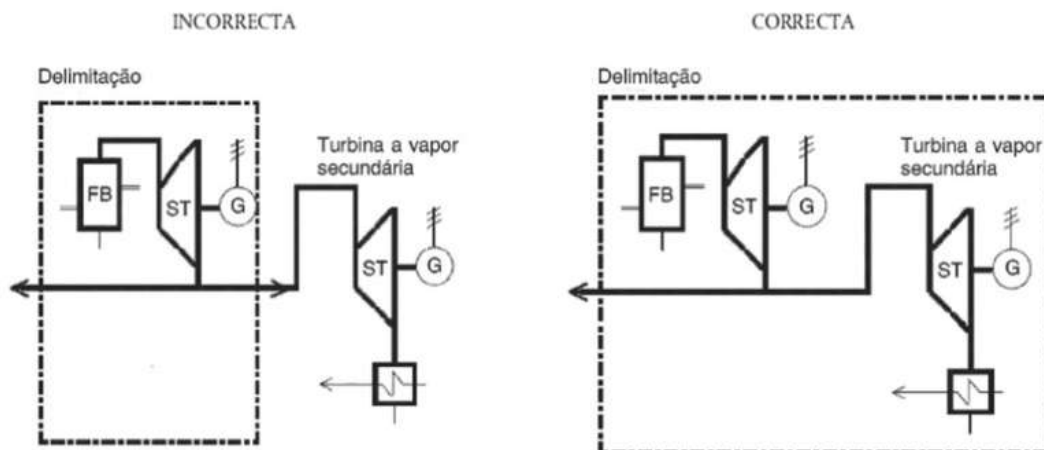 INCORRECTA
Delimitação
FB
ST
G
Turbina a vapor
secundária
ST
G
CORRECTA
Delimitação
FB
ST
G
Turbina a vapor
secundária
ST
G